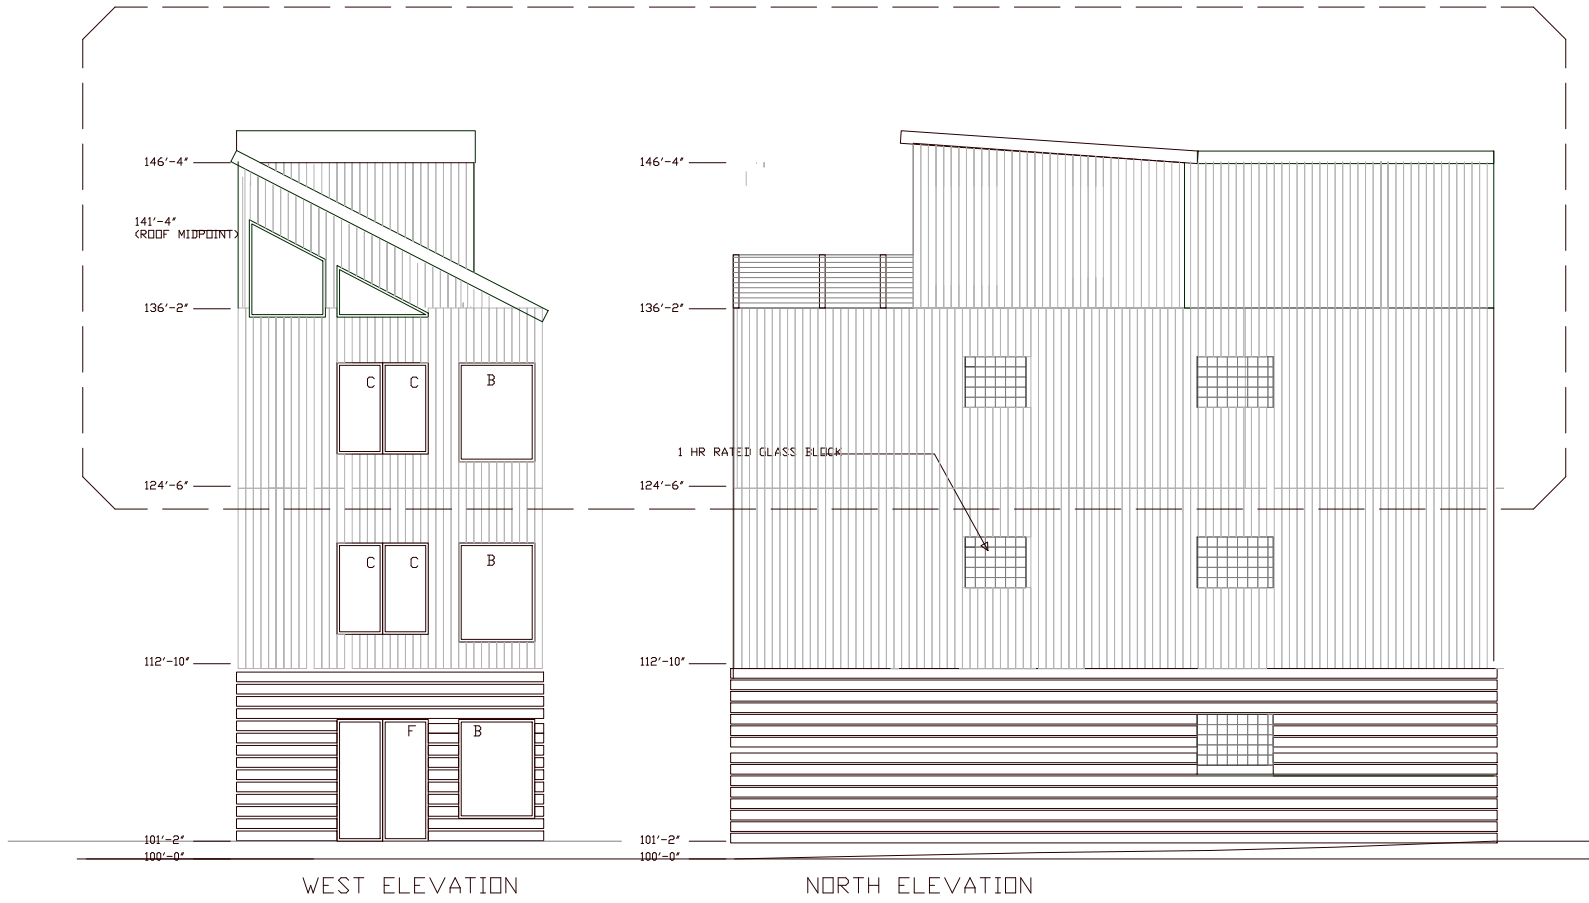 146'-4"
146'-4"
141'-4"
(ROOF MIDPOINT)
136'-2"
136'-2"
C
C
B
1 HR RATED GLASS BLOCK
124'-6"
124'-6"
C
C
B
112'-10"
112'-10"
F
B
101'-2"
101'-2"
100'-0"
100'-0"
WEST ELEVATION
NORTH ELEVATION